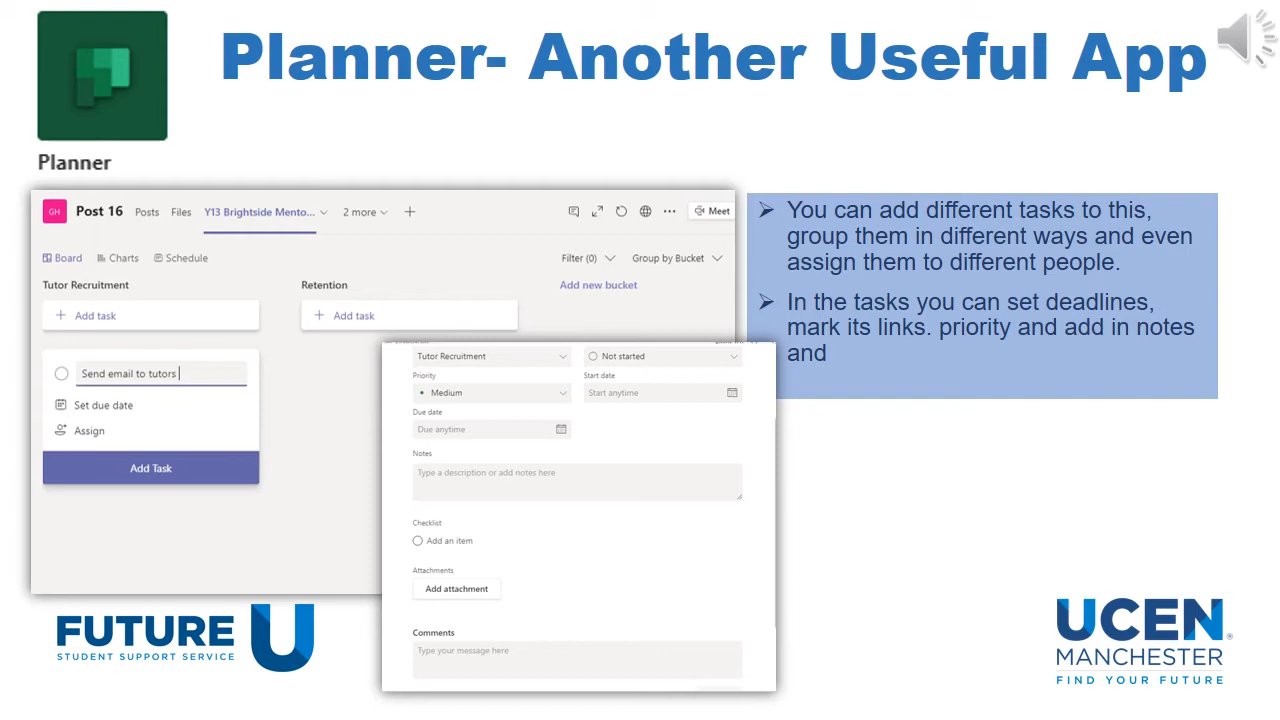 Planner- Another Useful App
Planner
GH Post 16 Posts Files Y13 Brightside Mento... 2 more + Meet
Board Charts Schedule Filter (0) Group by Bucket
Tutor Recruitment Retention Add new bucket
+ Add task + Add task
Send email to tutors
Set due date
Assign
Add Task
Tutor Recruitment Not started
Priority Start date
• Medium Start anytime
Due date
Due anytime
Notes
Type a description or add notes here
Checklist
Add an item
Attachments
Add attachment
Comments
Type your message here
➢ You can add different tasks to this,
group them in different ways and even
assign them to different people.
➢ In the tasks you can set deadlines,
mark its links. priority and add in notes
and
FUTURE U
STUDENT SUPPORT SERVICE
UCEN
MANCHESTER
FIND YOUR FUTURE